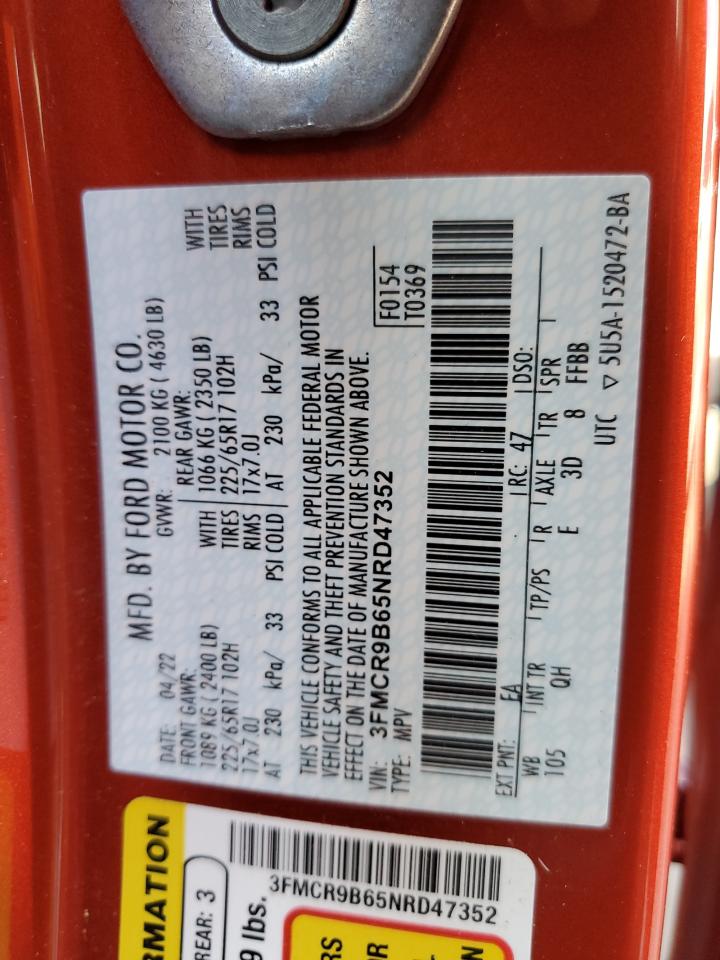 MFD. BY FORD MOTOR CO.
DATE: 04/22 GVWR: 2100 KG ( 4630 LB)
FRONT GAWR: REAR GAWR:
1089 KG ( 2400 LB) WITH 1066 KG ( 2350 LB) WITH
225/65R17 102H TIRES 225/65R17 102H TIRES
17x7.0J RIMS 17x7.0J RIMS
AT 230 kPa/ 33 PSI COLD AT 230 kPa/ 33 PSI COLD
THIS VEHICLE CONFORMS TO ALL APPLICABLE FEDERAL MOTOR
VEHICLE SAFETY AND THEFT PREVENTION STANDARDS IN
EFFECT ON THE DATE OF MANUFACTURE SHOWN ABOVE.
VIN: 3FMCR9B65NRD47352
TYPE: MPV
F0154
T0369
EXT PNT: EA RC: 47 DSO:
WB INT TR TP/PS R AXLE TR SPR
105 QH E 3D 8 FFBB
UTC ▽ 5U5A-1520472-BA
RMATION
REAR: 3
9 lbs.
3FMCR9B65NRD47352
RS
OR
N